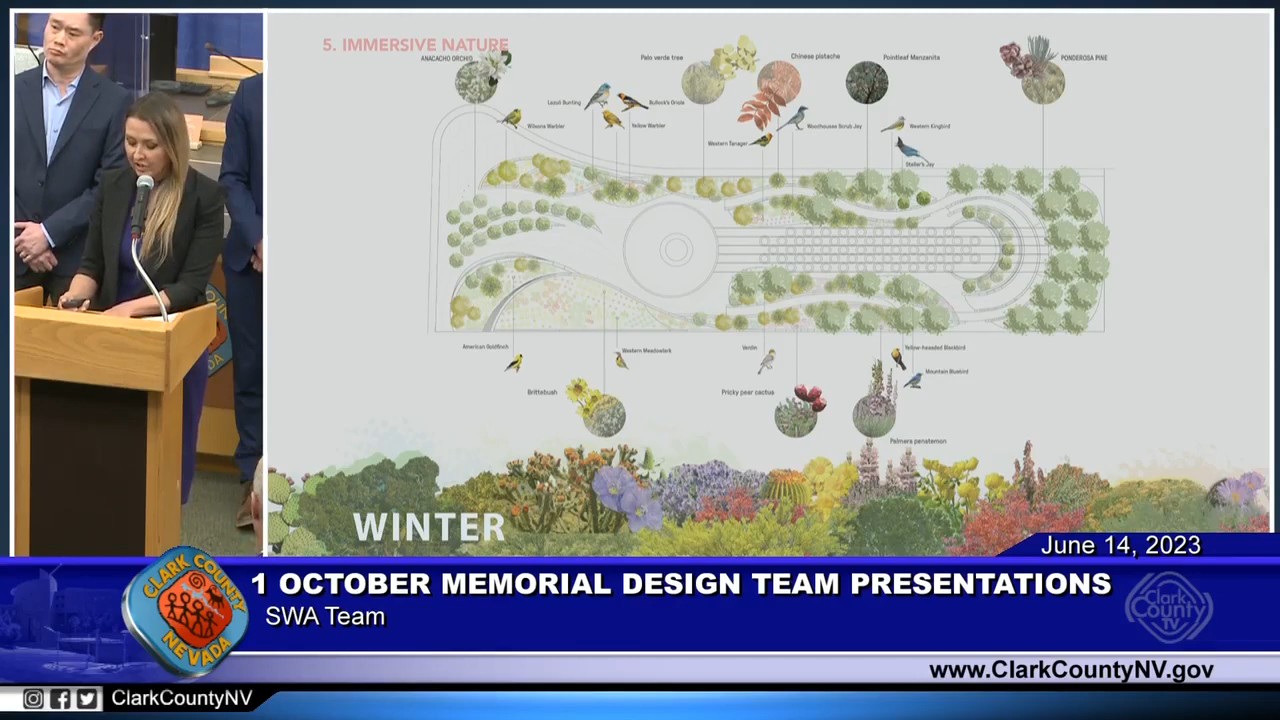 5. IMMERSIVE NATURE
ANACACHO ORCHID
Palo verde tree
Chinese pistache
Pointleaf Manzanita
PONDEROSA PINE
Lazuli Bunting
Bullock's Oriole
Wilsons Warbler
Yellow Warbler
Woodhouses Scrub Jay
Western Kingbird
Western Tanager
Steller's Jay
American Goldfinch
Western Meadowlark
Verdin
Yellow-headed Blackbird
Mountain Bluebird
Brittlebush
Pricky pear cactus
Palmers penstemon
WINTER
June 14, 2023
1 OCTOBER MEMORIAL DESIGN TEAM PRESENTATIONS
SWA Team
CLARK COUNTY
NEVADA
Clark
County
TV
www.ClarkCountyNV.gov
ClarkCountyNV